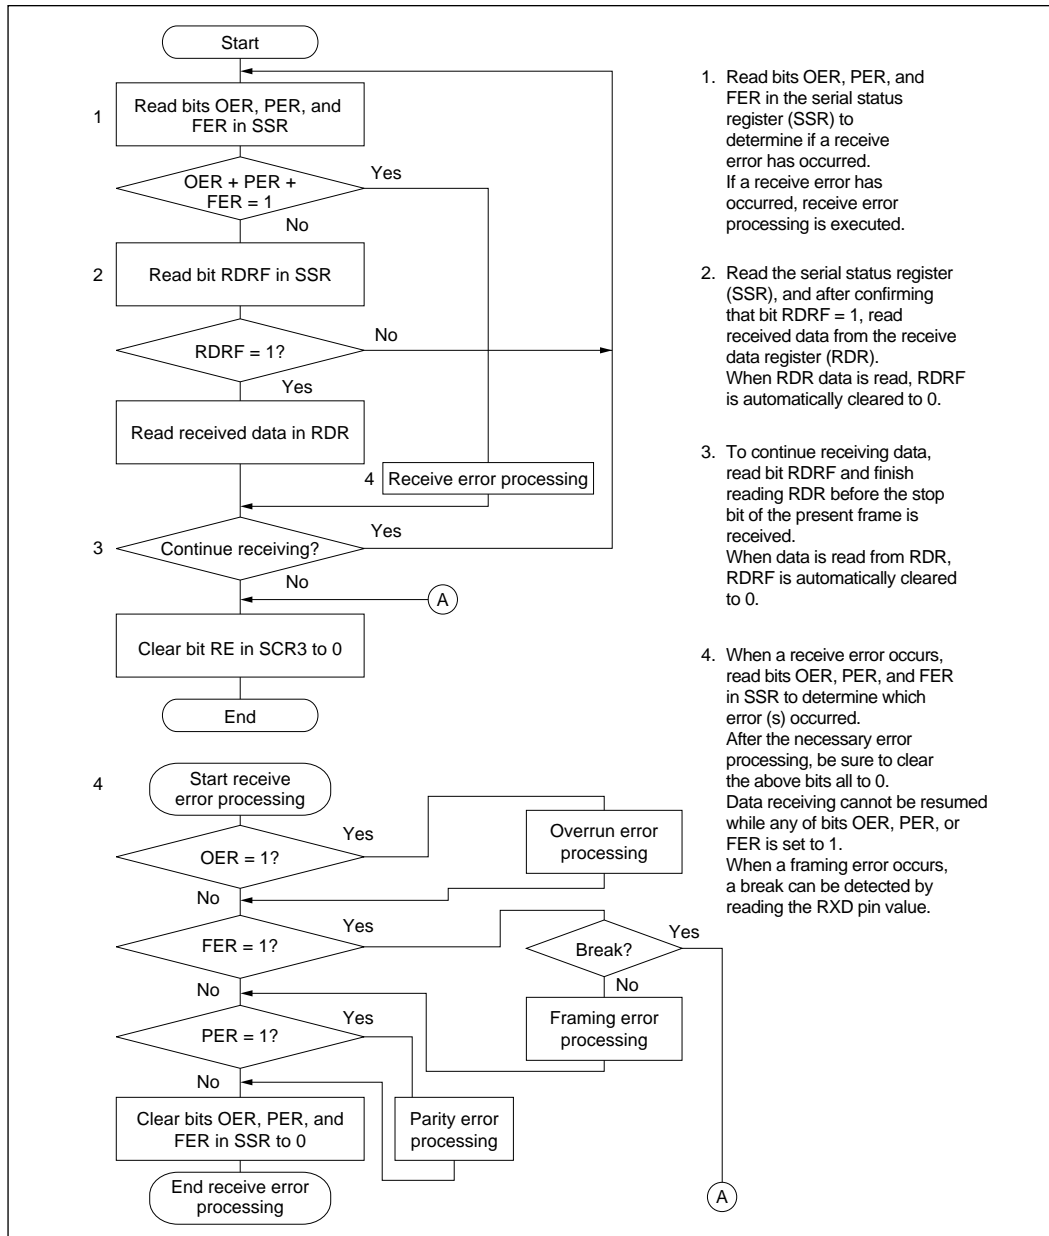 Start
1
Read bits OER, PER, and
FER in SSR
OER + PER +
FER = 1
Yes
No
2
Read bit RDRF in SSR
RDRF = 1?
No
Yes
Read received data in RDR
4
Receive error processing
3
Continue receiving?
Yes
No
A
Clear bit RE in SCR3 to 0
End
4
Start receive
error processing
OER = 1?
Yes
Overrun error
processing
No
FER = 1?
Yes
Break?
Yes
No
No
Framing error
processing
PER = 1?
Yes
No
Clear bits OER, PER, and
FER in SSR to 0
Parity error
processing
End receive error
processing
A
1. Read bits OER, PER, and
FER in the serial status
register (SSR) to
determine if a receive
error has occurred.
If a receive error has
occurred, receive error
processing is executed.
2. Read the serial status register
(SSR), and after confirming
that bit RDRF = 1, read
received data from the receive
data register (RDR).
When RDR data is read, RDRF
is automatically cleared to 0.
3. To continue receiving data,
read bit RDRF and finish
reading RDR before the stop
bit of the present frame is
received.
When data is read from RDR,
RDRF is automatically cleared
to 0.
4. When a receive error occurs,
read bits OER, PER, and FER
in SSR to determine which
error (s) occurred.
After the necessary error
processing, be sure to clear
the above bits all to 0.
Data receiving cannot be resumed
while any of bits OER, PER, or
FER is set to 1.
When a framing error occurs,
a break can be detected by
reading the RXD pin value.